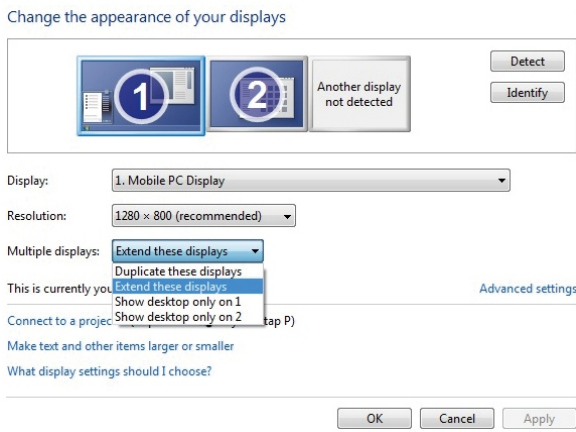 Change the appearance of your displays
1
2
Another display
not detected
Detect
Identify
Display: 1. Mobile PC Display
Resolution: 1280 × 800 (recommended)
Multiple displays: Extend these displays
Duplicate these displays
Extend these displays
Show desktop only on 1
Show desktop only on 2
This is currently you
Advanced settings
Connect to a projec tap P)
Make text and other items larger or smaller
What display settings should I choose?
OK Cancel Apply